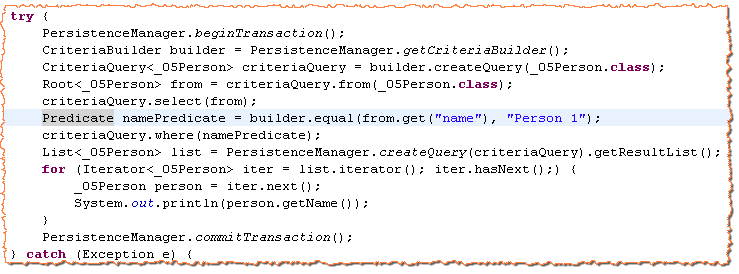 try {
    PersistenceManager.beginTransaction();
    CriteriaBuilder builder = PersistenceManager.getCriteriaBuilder();
    CriteriaQuery<_05Person> criteriaQuery = builder.createQuery(_05Person.class);
    Root<_05Person> from = criteriaQuery.from(_05Person.class);
    criteriaQuery.select(from);
    Predicate namePredicate = builder.equal(from.get("name"), "Person 1");
    criteriaQuery.where(namePredicate);
    List<_05Person> list = PersistenceManager.createQuery(criteriaQuery).getResultList();
    for (Iterator<_05Person> iter = list.iterator(); iter.hasNext();) {
        _05Person person = iter.next();
        System.out.println(person.getName());
    }
    PersistenceManager.commitTransaction();
} catch (Exception e) {